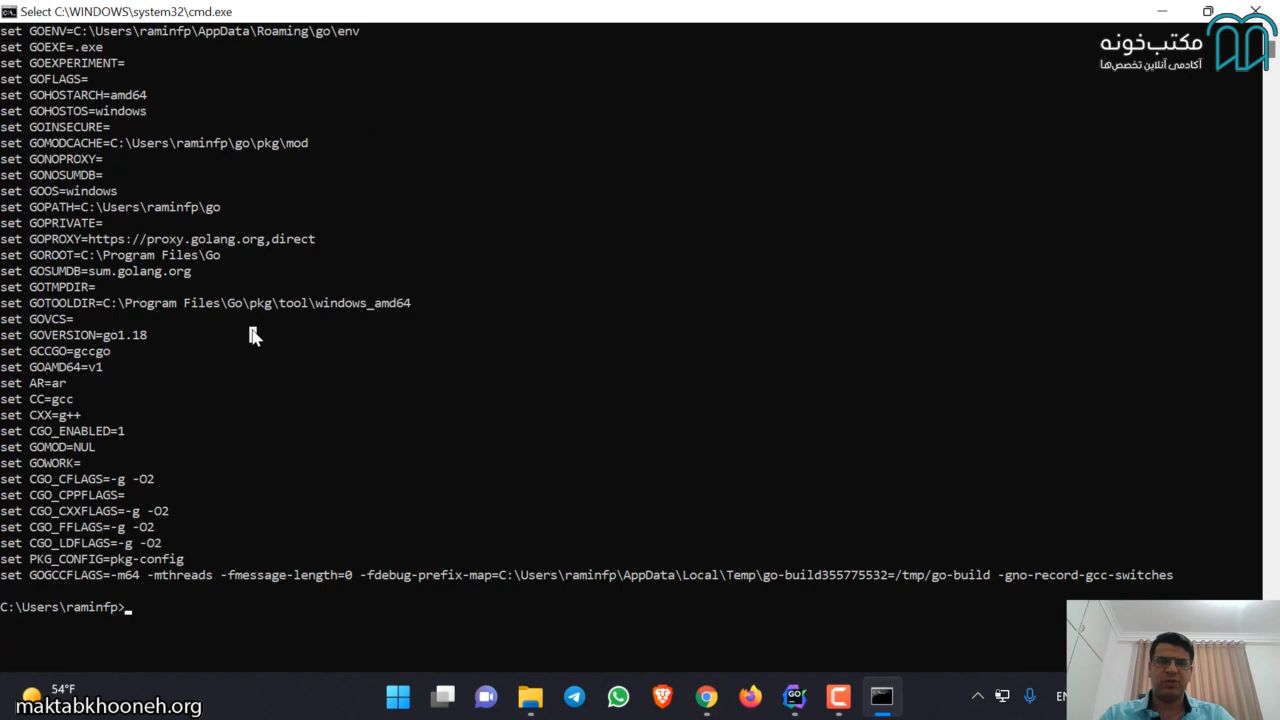 Select C:\WINDOWS\system32\cmd.exe
مکتب‌خونه
آکادمی آنلاین تخصص‌ها
set GOENV=C:\Users\raminfp\AppData\Roaming\go\env
set GOEXE=.exe
set GOEXPERIMENT=
set GOFLAGS=
set GOHOSTARCH=amd64
set GOHOSTOS=windows
set GOINSECURE=
set GOMODCACHE=C:\Users\raminfp\go\pkg\mod
set GONOPROXY=
set GONOSUMDB=
set GOOS=windows
set GOPATH=C:\Users\raminfp\go
set GOPRIVATE=
set GOPROXY=https://proxy.golang.org,direct
set GOROOT=C:\Program Files\Go
set GOSUMDB=sum.golang.org
set GOTMPDIR=
set GOTOOLDIR=C:\Program Files\Go\pkg\tool\windows_amd64
set GOVCS=
set GOVERSION=go1.18
set GCCGO=gccgo
set GOAMD64=v1
set AR=ar
set CC=gcc
set CXX=g++
set CGO_ENABLED=1
set GOMOD=NUL
set GOWORK=
set CGO_CFLAGS=-g -O2
set CGO_CPPFLAGS=
set CGO_CXXFLAGS=-g -O2
set CGO_FFLAGS=-g -O2
set CGO_LDFLAGS=-g -O2
set PKG_CONFIG=pkg-config
set GOGCCFLAGS=-m64 -mthreads -fmessage-length=0 -fdebug-prefix-map=C:\Users\raminfp\AppData\Local\Temp\go-build355775532=/tmp/go-build -gno-record-gcc-switches
C:\Users\raminfp>
54°F
maktabkhooneh.org
GO